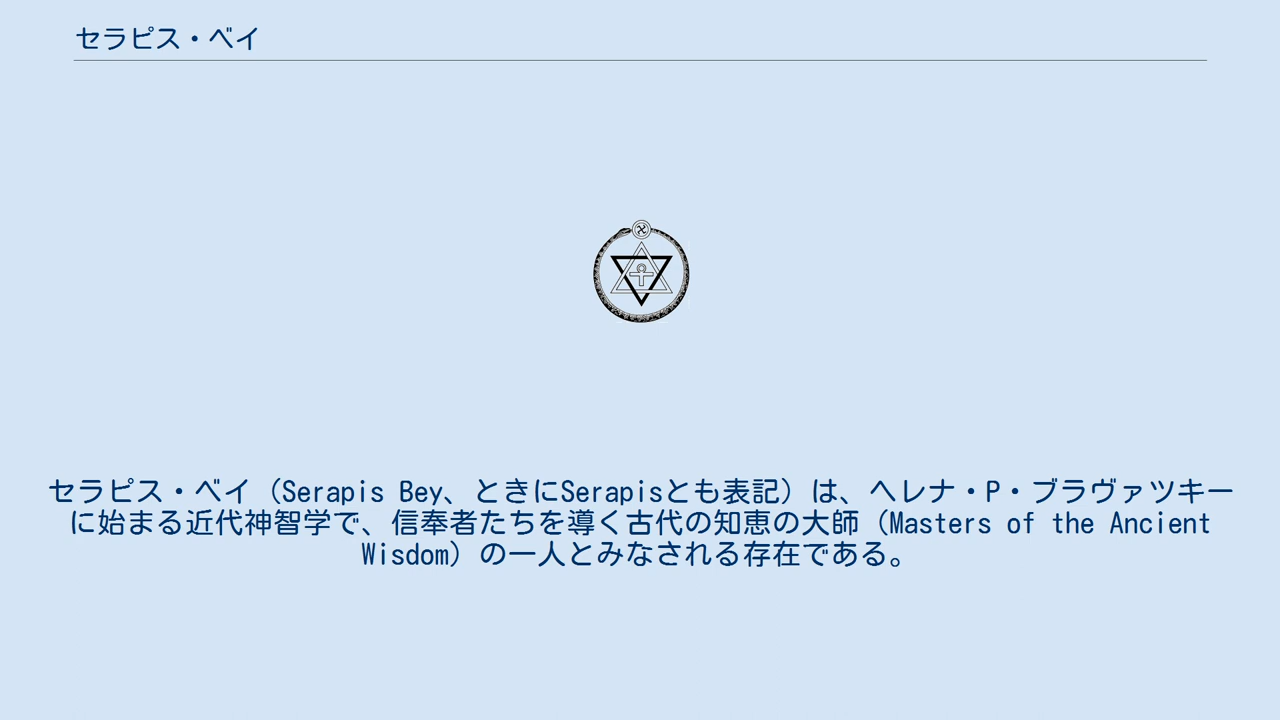 セラピス・ベイ
セラピス・ベイ（Serapis Bey、ときにSerapisとも表記）は、ヘレナ・P・ブラヴァツキー
に始まる近代神智学で、信奉者たちを導く古代の知恵の大師（Masters of the Ancient
Wisdom）の一人とみなされる存在である。